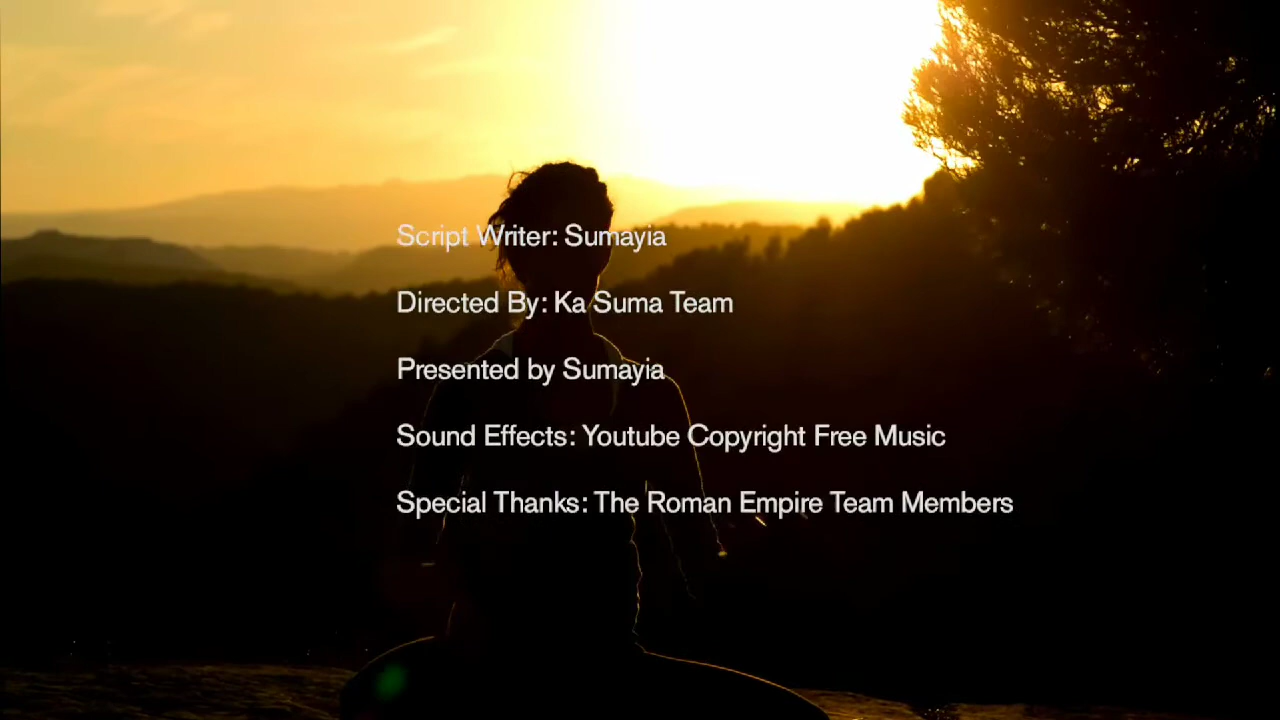 Script Writer: Sumayia
Directed By: Ka Suma Team
Presented by Sumayia
Sound Effects: Youtube Copyright Free Music
Special Thanks: The Roman Empire Team Members